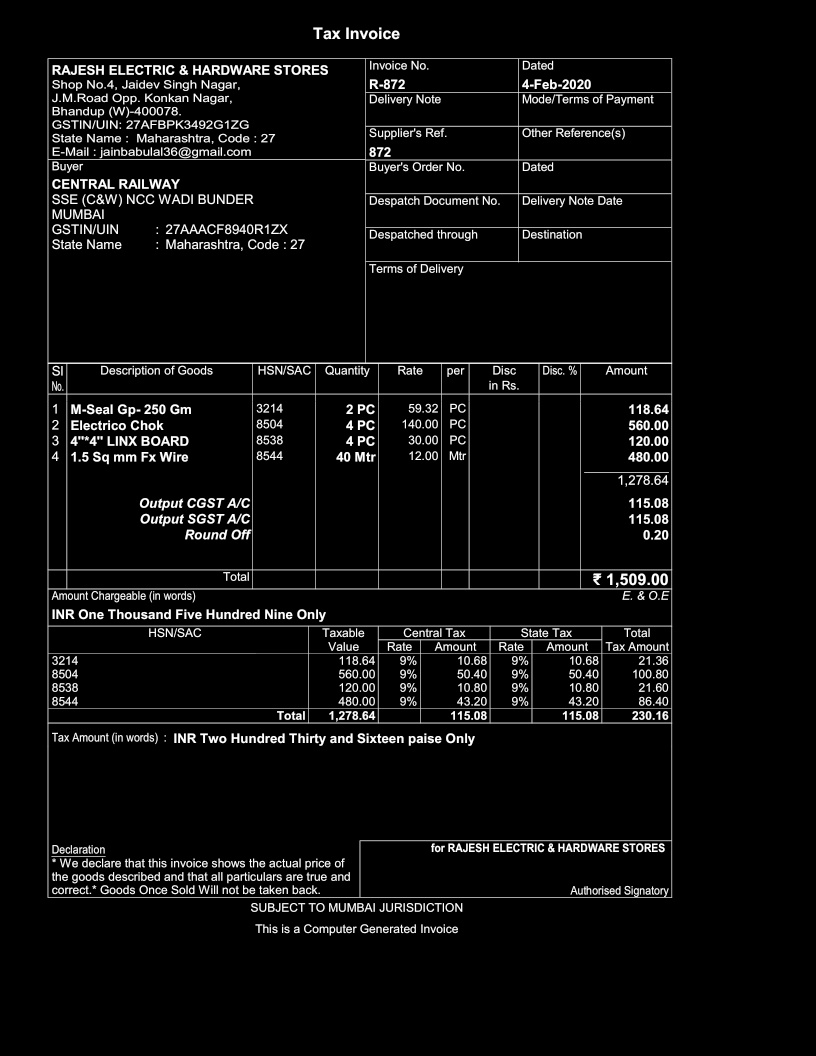 Tax Invoice
RAJESH ELECTRIC & HARDWARE STORES
Shop No.4, Jaidev Singh Nagar,
J.M.Road Opp. Konkan Nagar,
Bhandup (W)-400078.
GSTIN/UIN: 27AFBPK3492G1ZG
State Name : Maharashtra, Code : 27
E-Mail : jainbabulal36@gmail.com
Invoice No. Dated
R-872 4-Feb-2020
Delivery Note Mode/Terms of Payment
Supplier's Ref. Other Reference(s)
872
Buyer
CENTRAL RAILWAY
SSE (C&W) NCC WADI BUNDER
MUMBAI
GSTIN/UIN : 27AAACF8940R1ZX
State Name : Maharashtra, Code : 27
Buyer's Order No. Dated
Despatch Document No. Delivery Note Date
Despatched through Destination
Terms of Delivery
Sl No. Description of Goods HSN/SAC Quantity Rate per Disc in Rs. Disc. % Amount
1 M-Seal Gp- 250 Gm 3214 2 PC 59.32 PC 118.64
2 Electrico Chok 8504 4 PC 140.00 PC 560.00
3 4"*4" LINX BOARD 8538 4 PC 30.00 PC 120.00
4 1.5 Sq mm Fx Wire 8544 40 Mtr 12.00 Mtr 480.00
1,278.64
Output CGST A/C 115.08
Output SGST A/C 115.08
Round Off 0.20
Total ₹ 1,509.00
Amount Chargeable (in words) E. & O.E
INR One Thousand Five Hundred Nine Only
HSN/SAC Taxable Value Central Tax State Tax Total Tax Amount
Rate Amount Rate Amount
3214 118.64 9% 10.68 9% 10.68 21.36
8504 560.00 9% 50.40 9% 50.40 100.80
8538 120.00 9% 10.80 9% 10.80 21.60
8544 480.00 9% 43.20 9% 43.20 86.40
Total 1,278.64 115.08 115.08 230.16
Tax Amount (in words) : INR Two Hundred Thirty and Sixteen paise Only
Declaration
* We declare that this invoice shows the actual price of
the goods described and that all particulars are true and
correct.* Goods Once Sold Will not be taken back.
for RAJESH ELECTRIC & HARDWARE STORES
Authorised Signatory
SUBJECT TO MUMBAI JURISDICTION
This is a Computer Generated Invoice